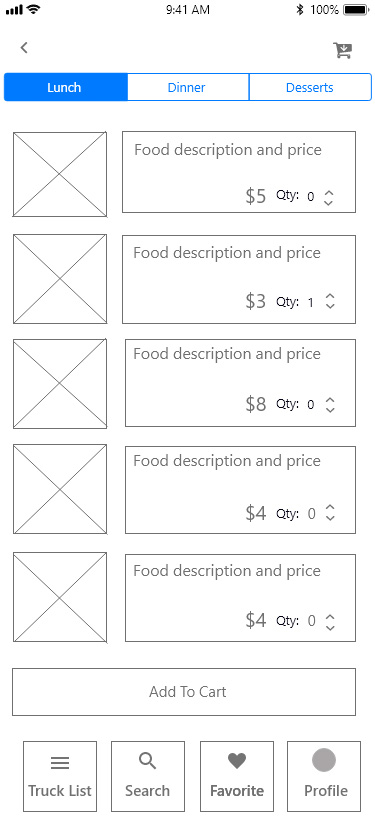 9:41 AM 100%
Lunch Dinner Desserts
Food description and price
$5 Qty: 0
Food description and price
$3 Qty: 1
Food description and price
$8 Qty: 0
Food description and price
$4 Qty: 0
Food description and price
$4 Qty: 0
Add To Cart
Truck List Search Favorite Profile